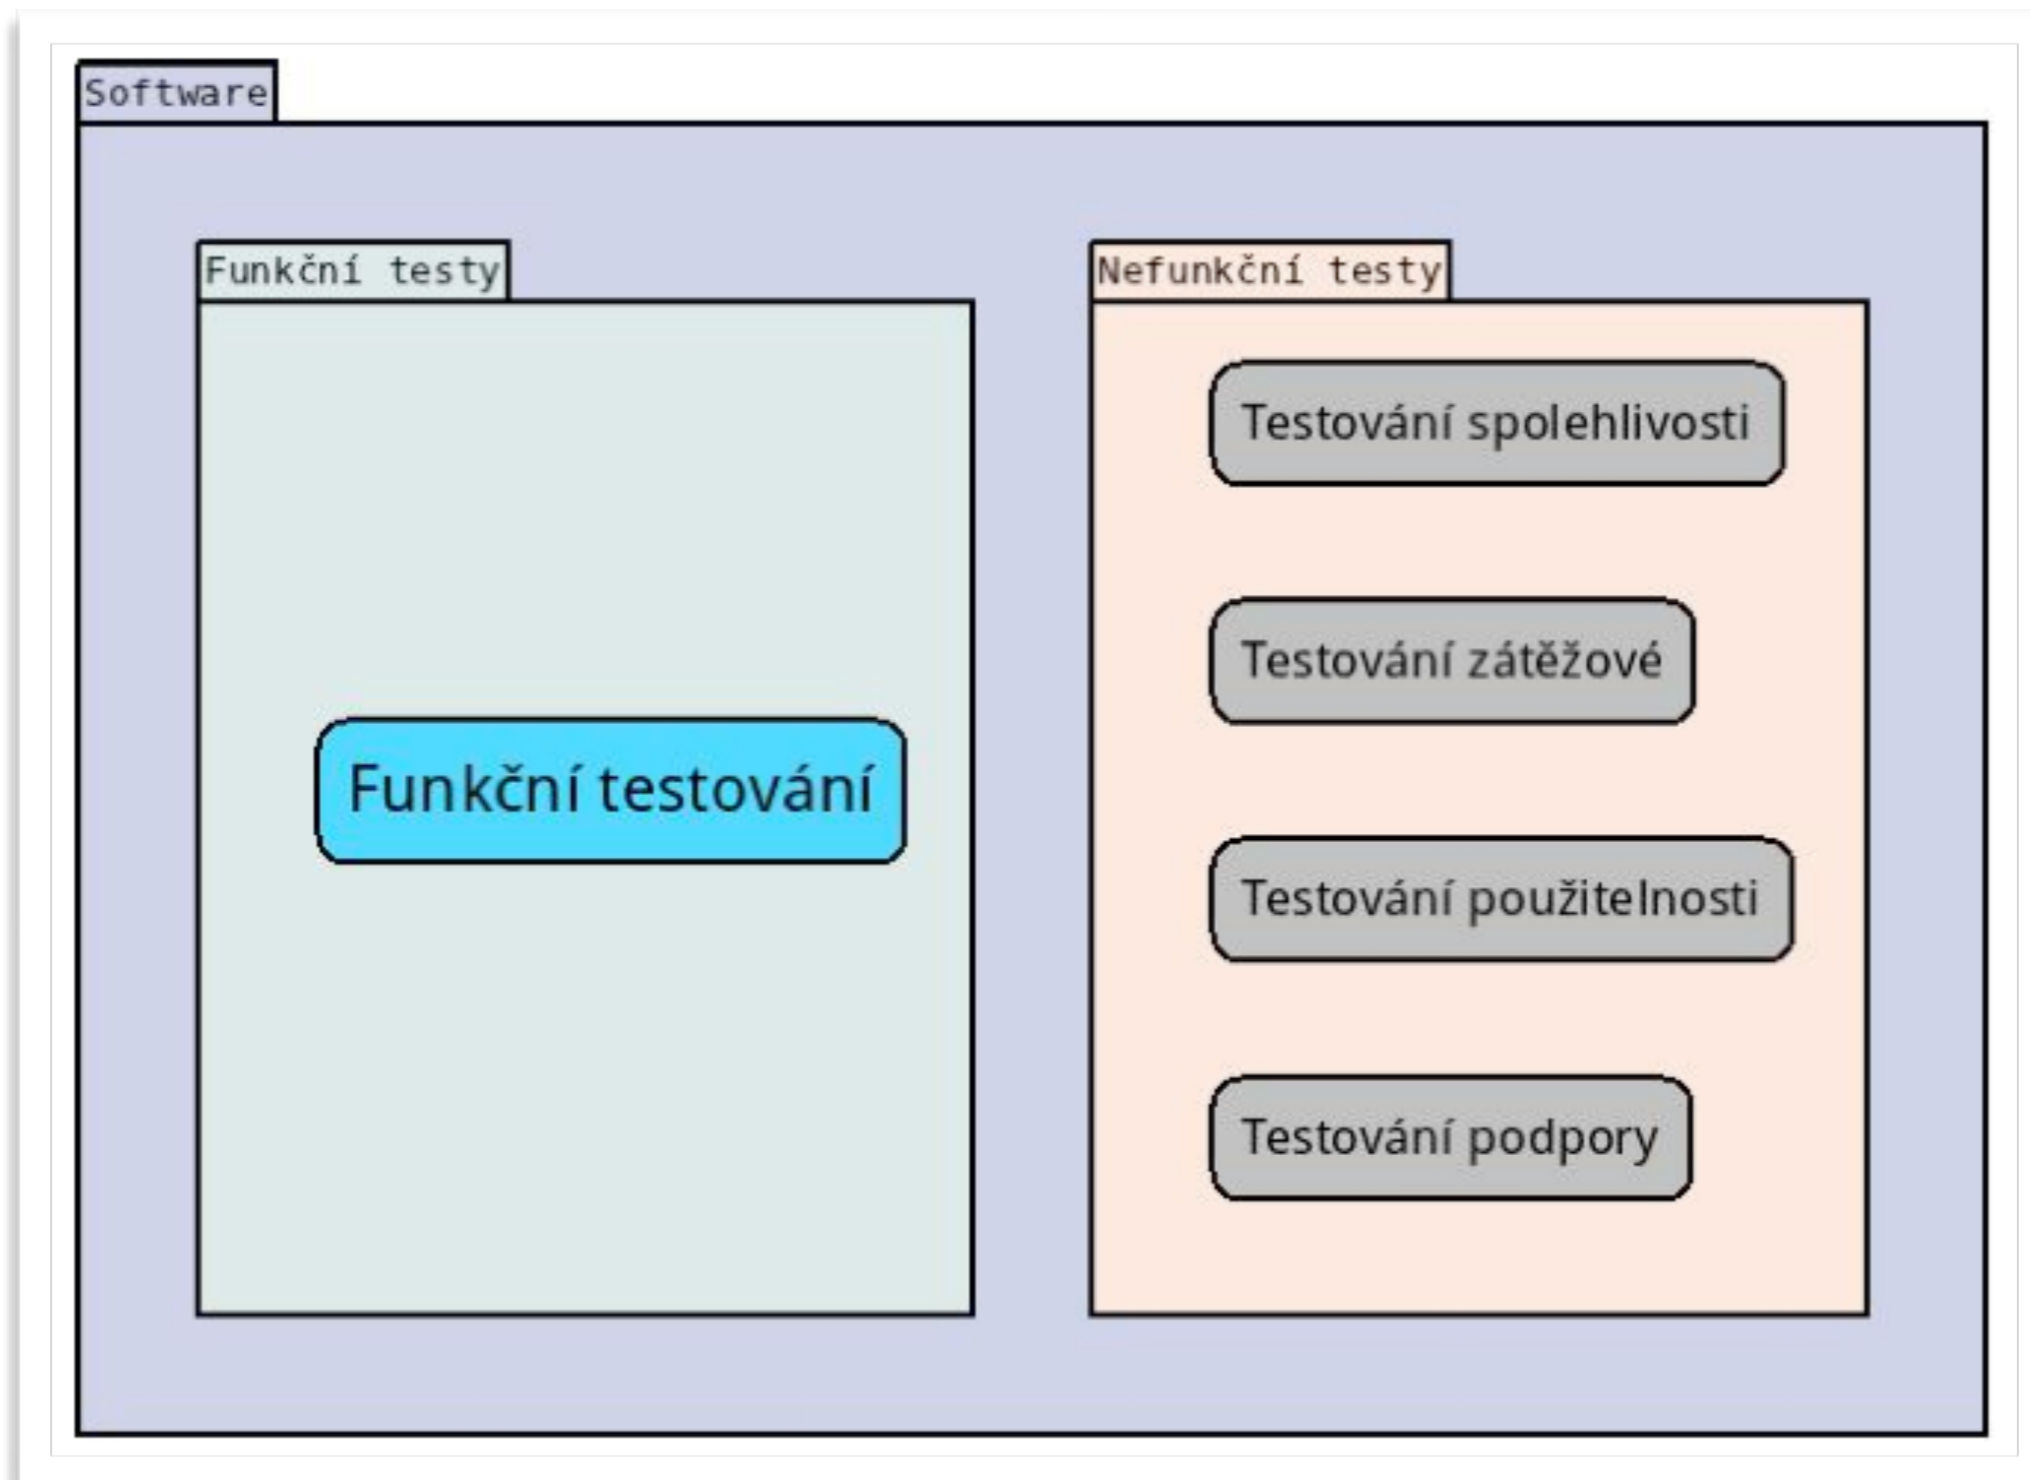 Software
Funkční testy
Funkční testování
Nefunkční testy
Testování spolehlivosti
Testování zátěžové
Testování použitelnosti
Testování podpory